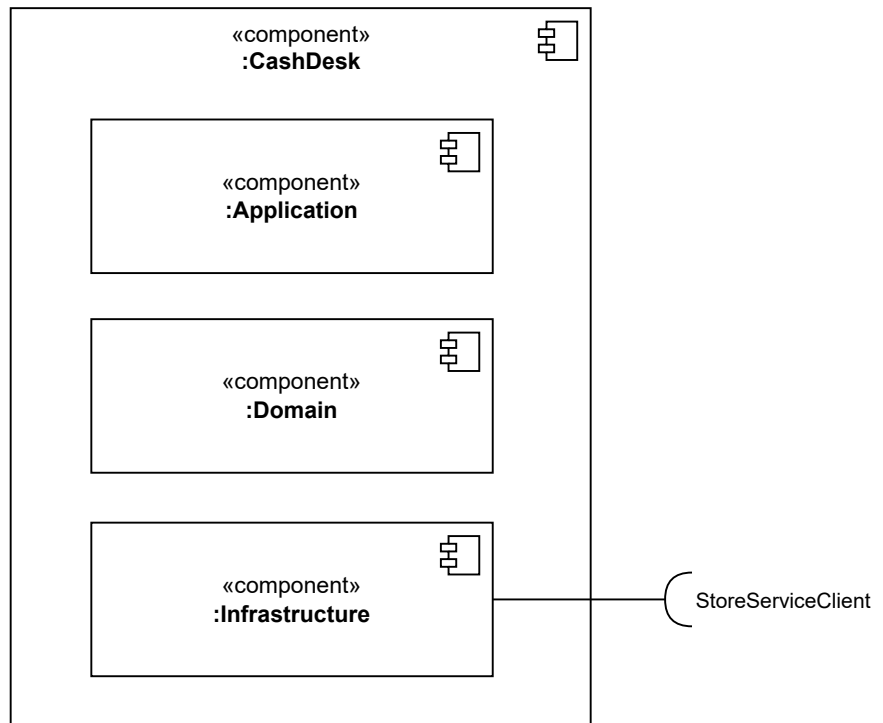 «component»
:CashDesk
«component»
:Application
«component»
:Domain
«component»
:Infrastructure
StoreServiceClient